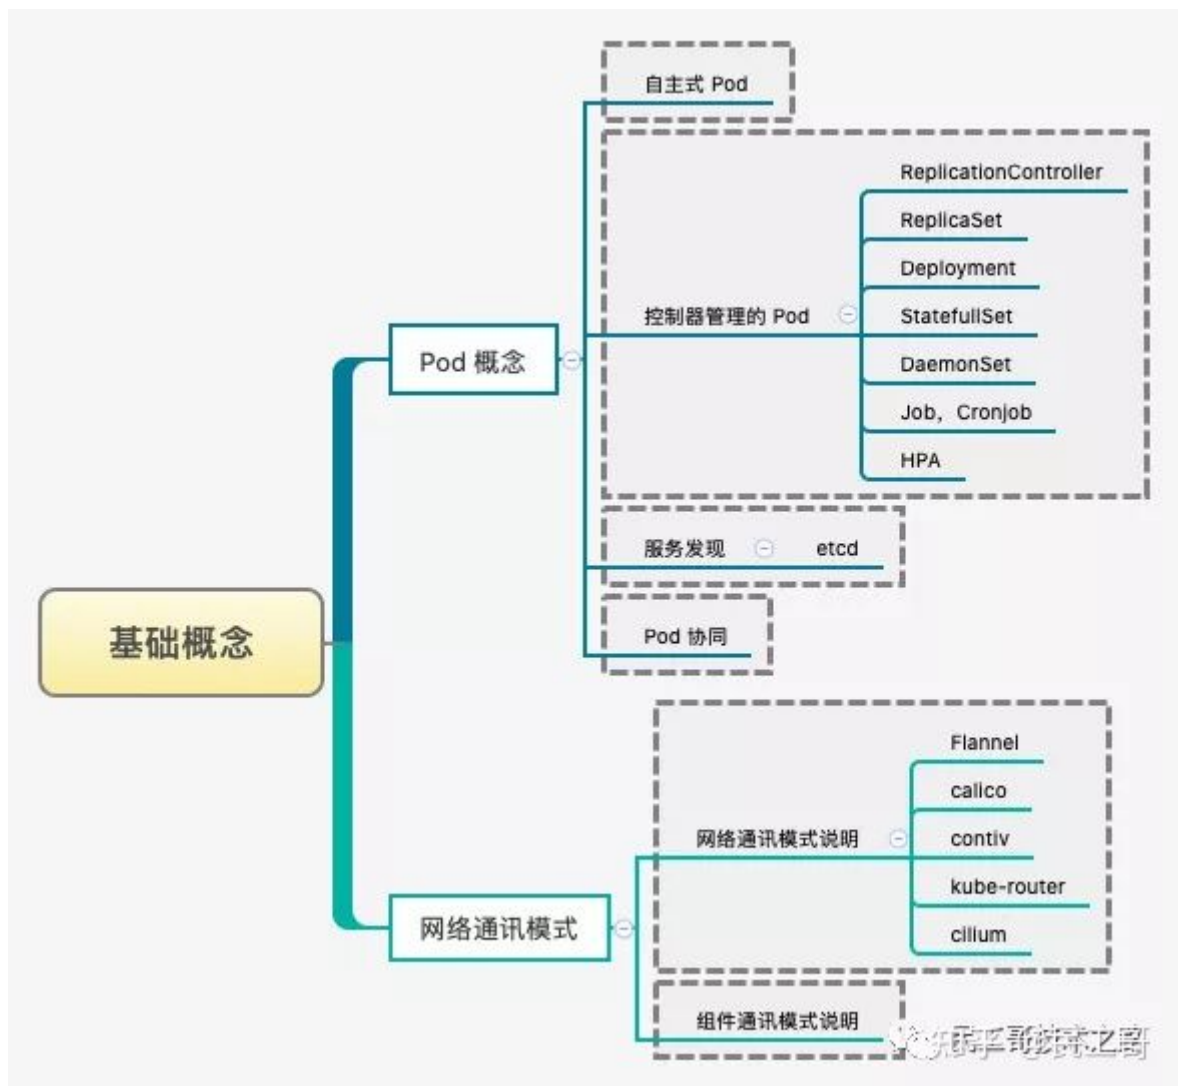 自主式 Pod
ReplicationController
ReplicaSet
Deployment
控制器管理的 Pod
StatefullSet
DaemonSet
Job，Cronjob
HPA
Pod 概念
服务发现
etcd
Pod 协同
基础概念
网络通讯模式
网络通讯模式说明
Flannel
calico
contiv
kube-router
cilium
组件通讯模式说明